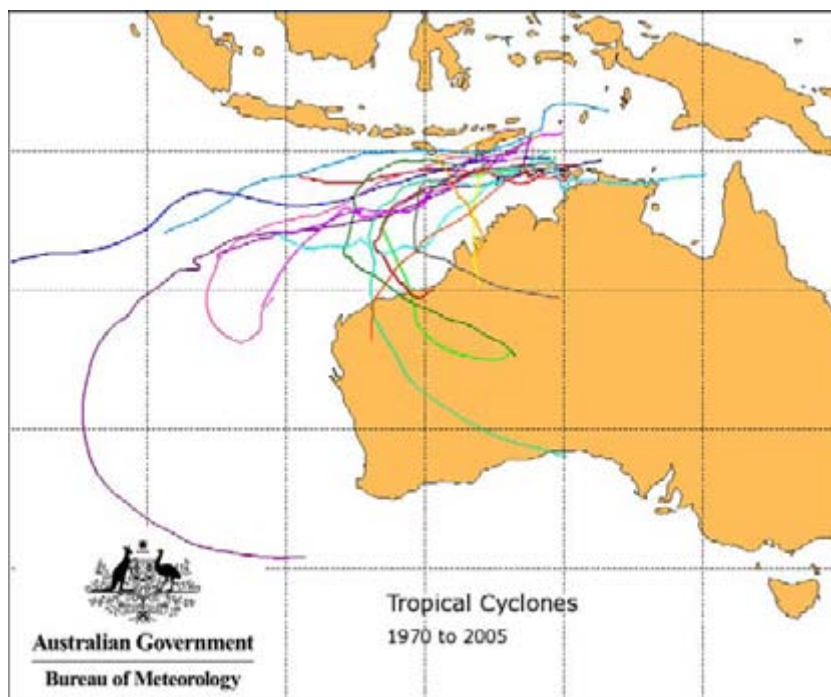 Tropical Cyclones
1970 to 2005
Australian Government
Bureau of Meteorology